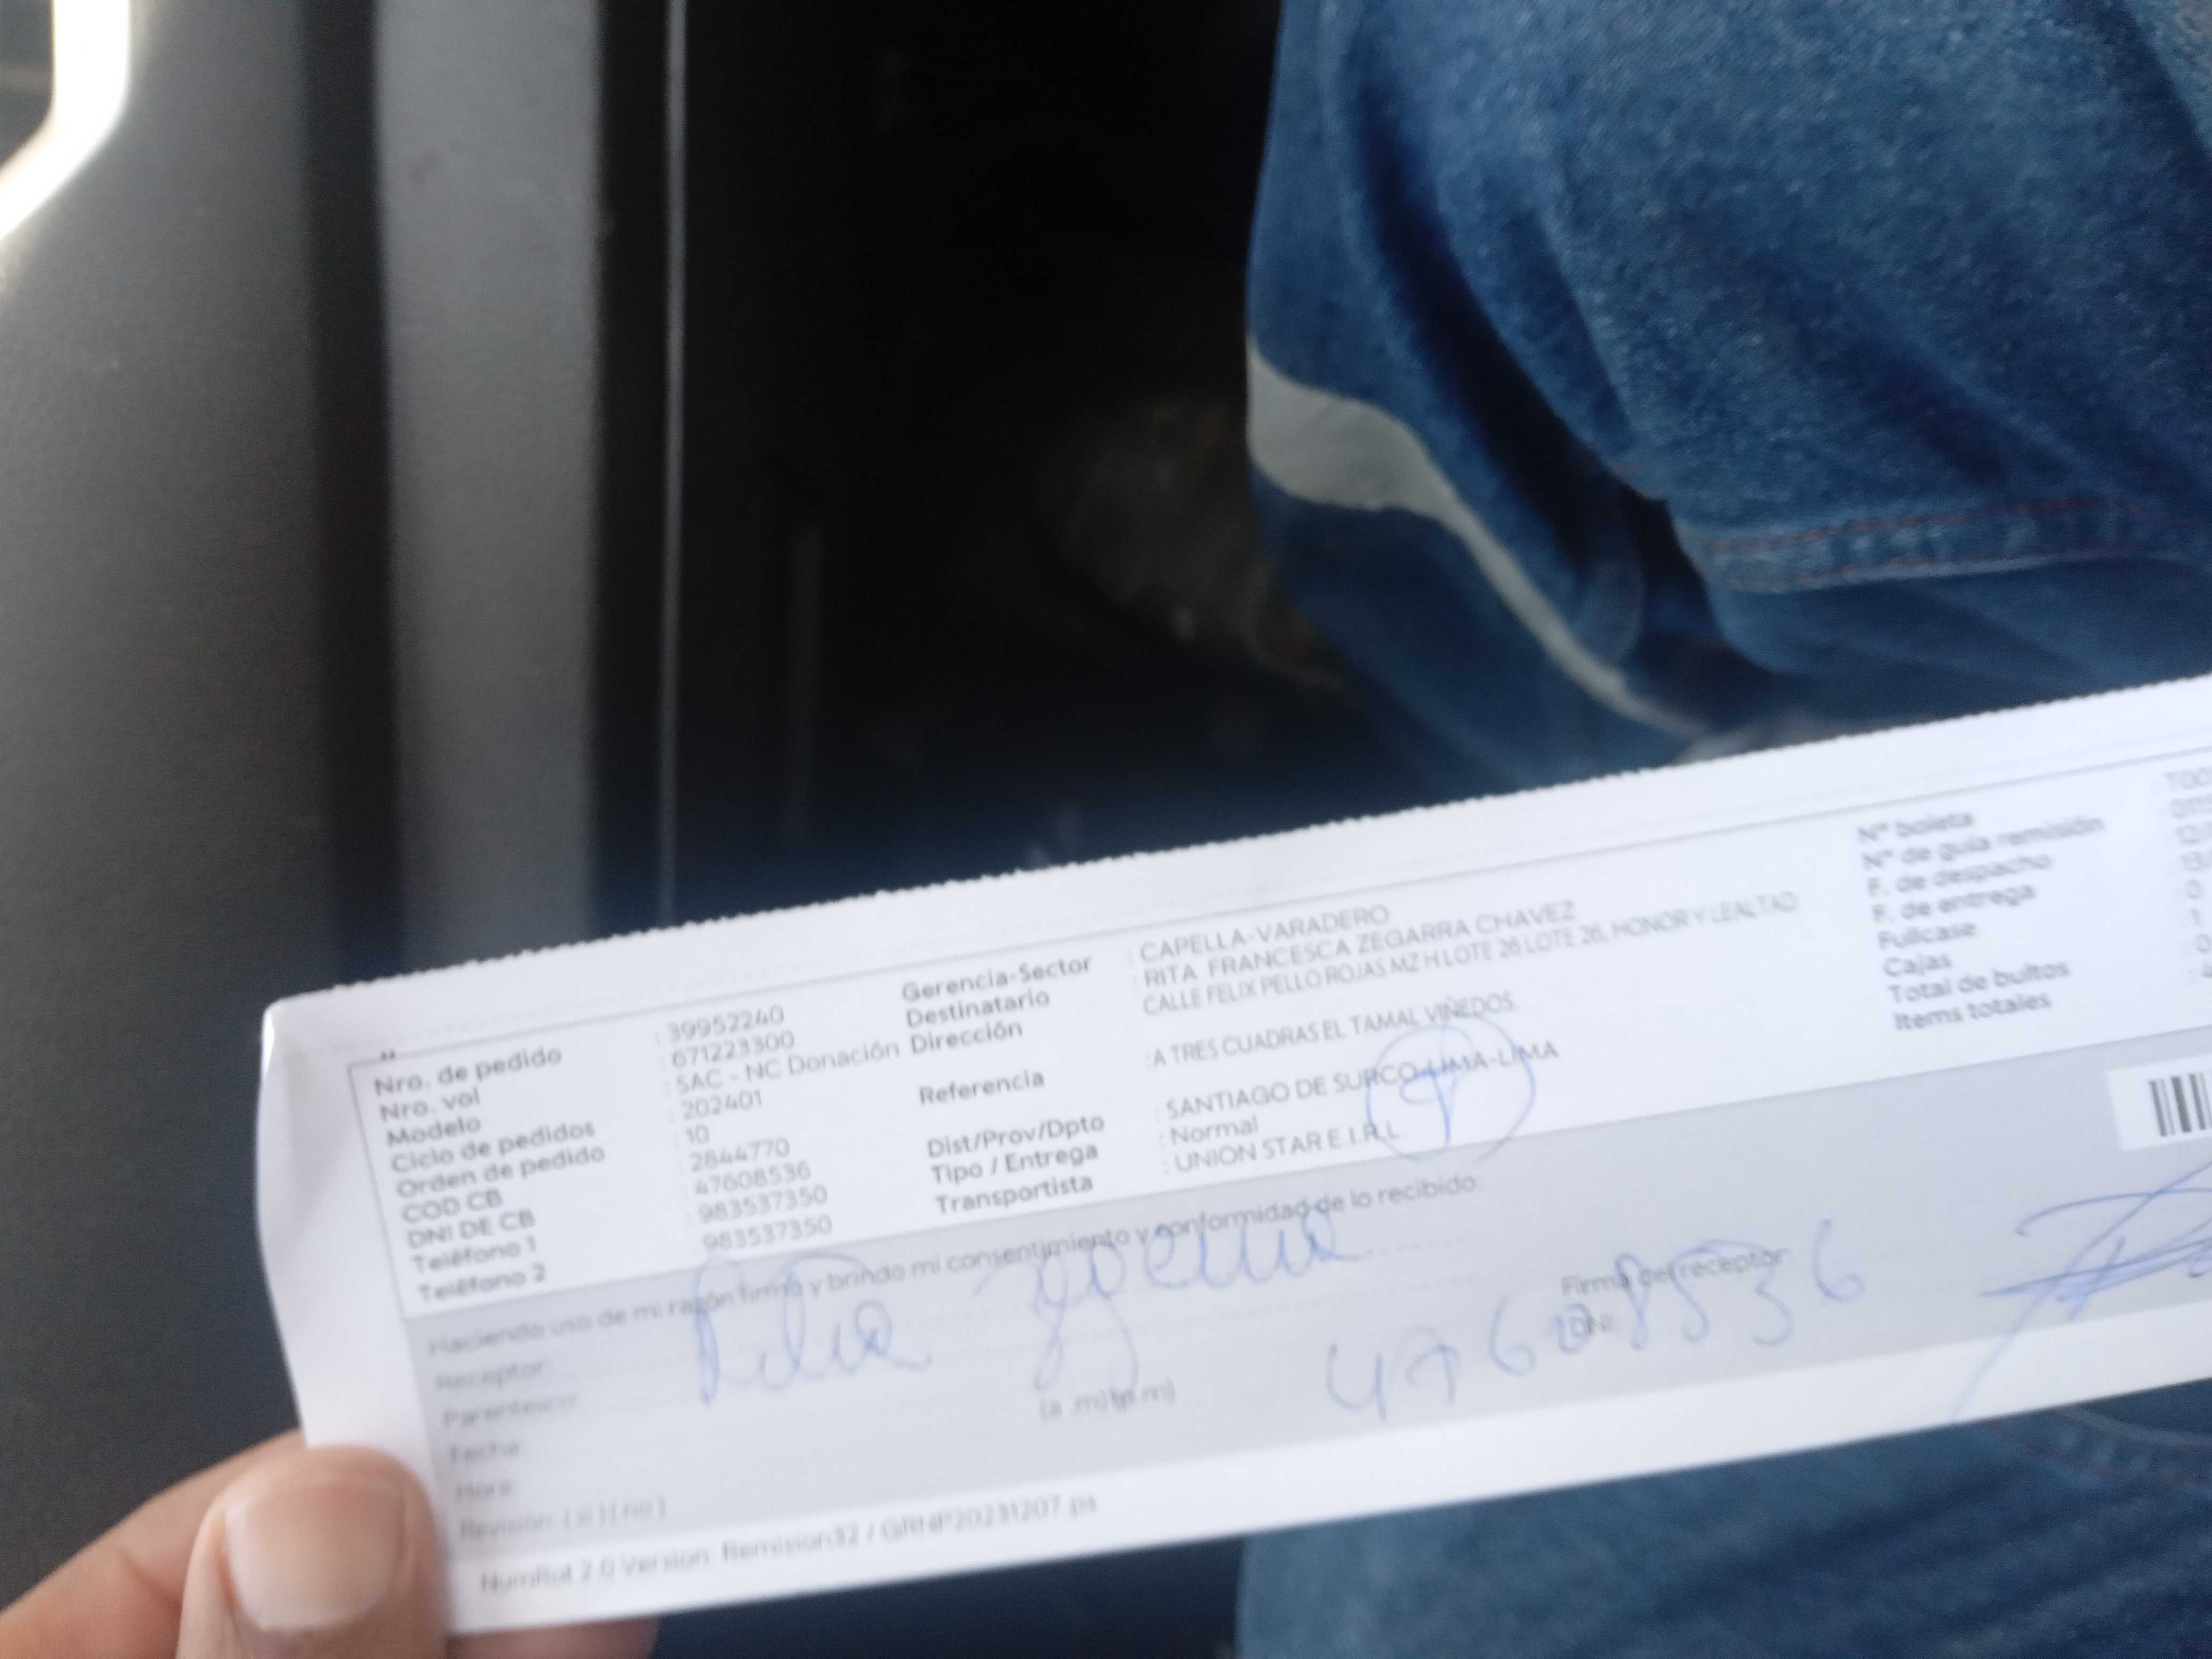 Nro. de pedido : 39952240
Nro. vol : 671223300
Modelo : SAC - NC Donación
Ciclo de pedidos : 202401
Orden de pedido : 10
COD CB : 2844770
DNI DE CB : 47608536
Teléfono 1 : 983537350
Teléfono 2 : 983537350
Gerencia-Sector : CAPELLA-VARADERO
Destinatario : RITA FRANCESCA ZEGARRA CHAVEZ
Dirección : CALLE FELIX PELLO ROJAS MZ H LOTE 26 LOTE 26, HONOR Y LEALTAD
Referencia : A TRES CUADRAS EL TAMAL VIÑEDOS.
Dist/Prov/Dpto : SANTIAGO DE SURCO-LIMA-LIMA
Tipo / Entrega : Normal
Transportista : UNION STAR E.I.R.L
N° boleta
N° de guía remisión
F. de despacho
F. de entrega
Fullcase
Cajas
Total de bultos
Items totales
Haciendo uso de mi razón firmo y brindo mi consentimiento y conformidad de lo recibido
Receptor: Rita
Parentesco:
Fecha:
Hora: (a.m) (p.m)
Revisión: (si) (no)
Firma del receptor:
DNI: 47608536
NumRut 2.0 Version: Remision32 / GRNP20231207 ps